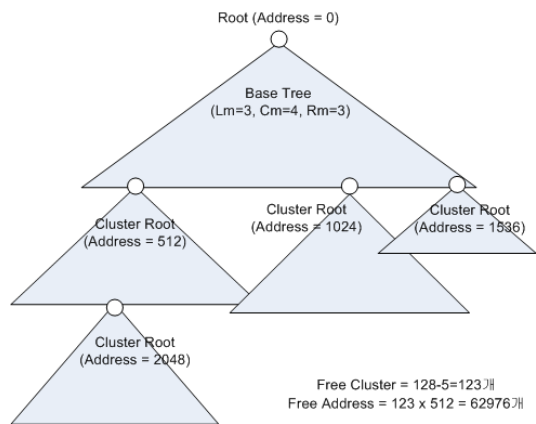 Root (Address = 0)
Base Tree
(Lm=3, Cm=4, Rm=3)
Cluster Root
(Address = 512)
Cluster Root
(Address = 1024)
Cluster Root
(Address = 1536)
Cluster Root
(Address = 2048)
Free Cluster = 128-5=123개
Free Address = 123 x 512 = 62976개